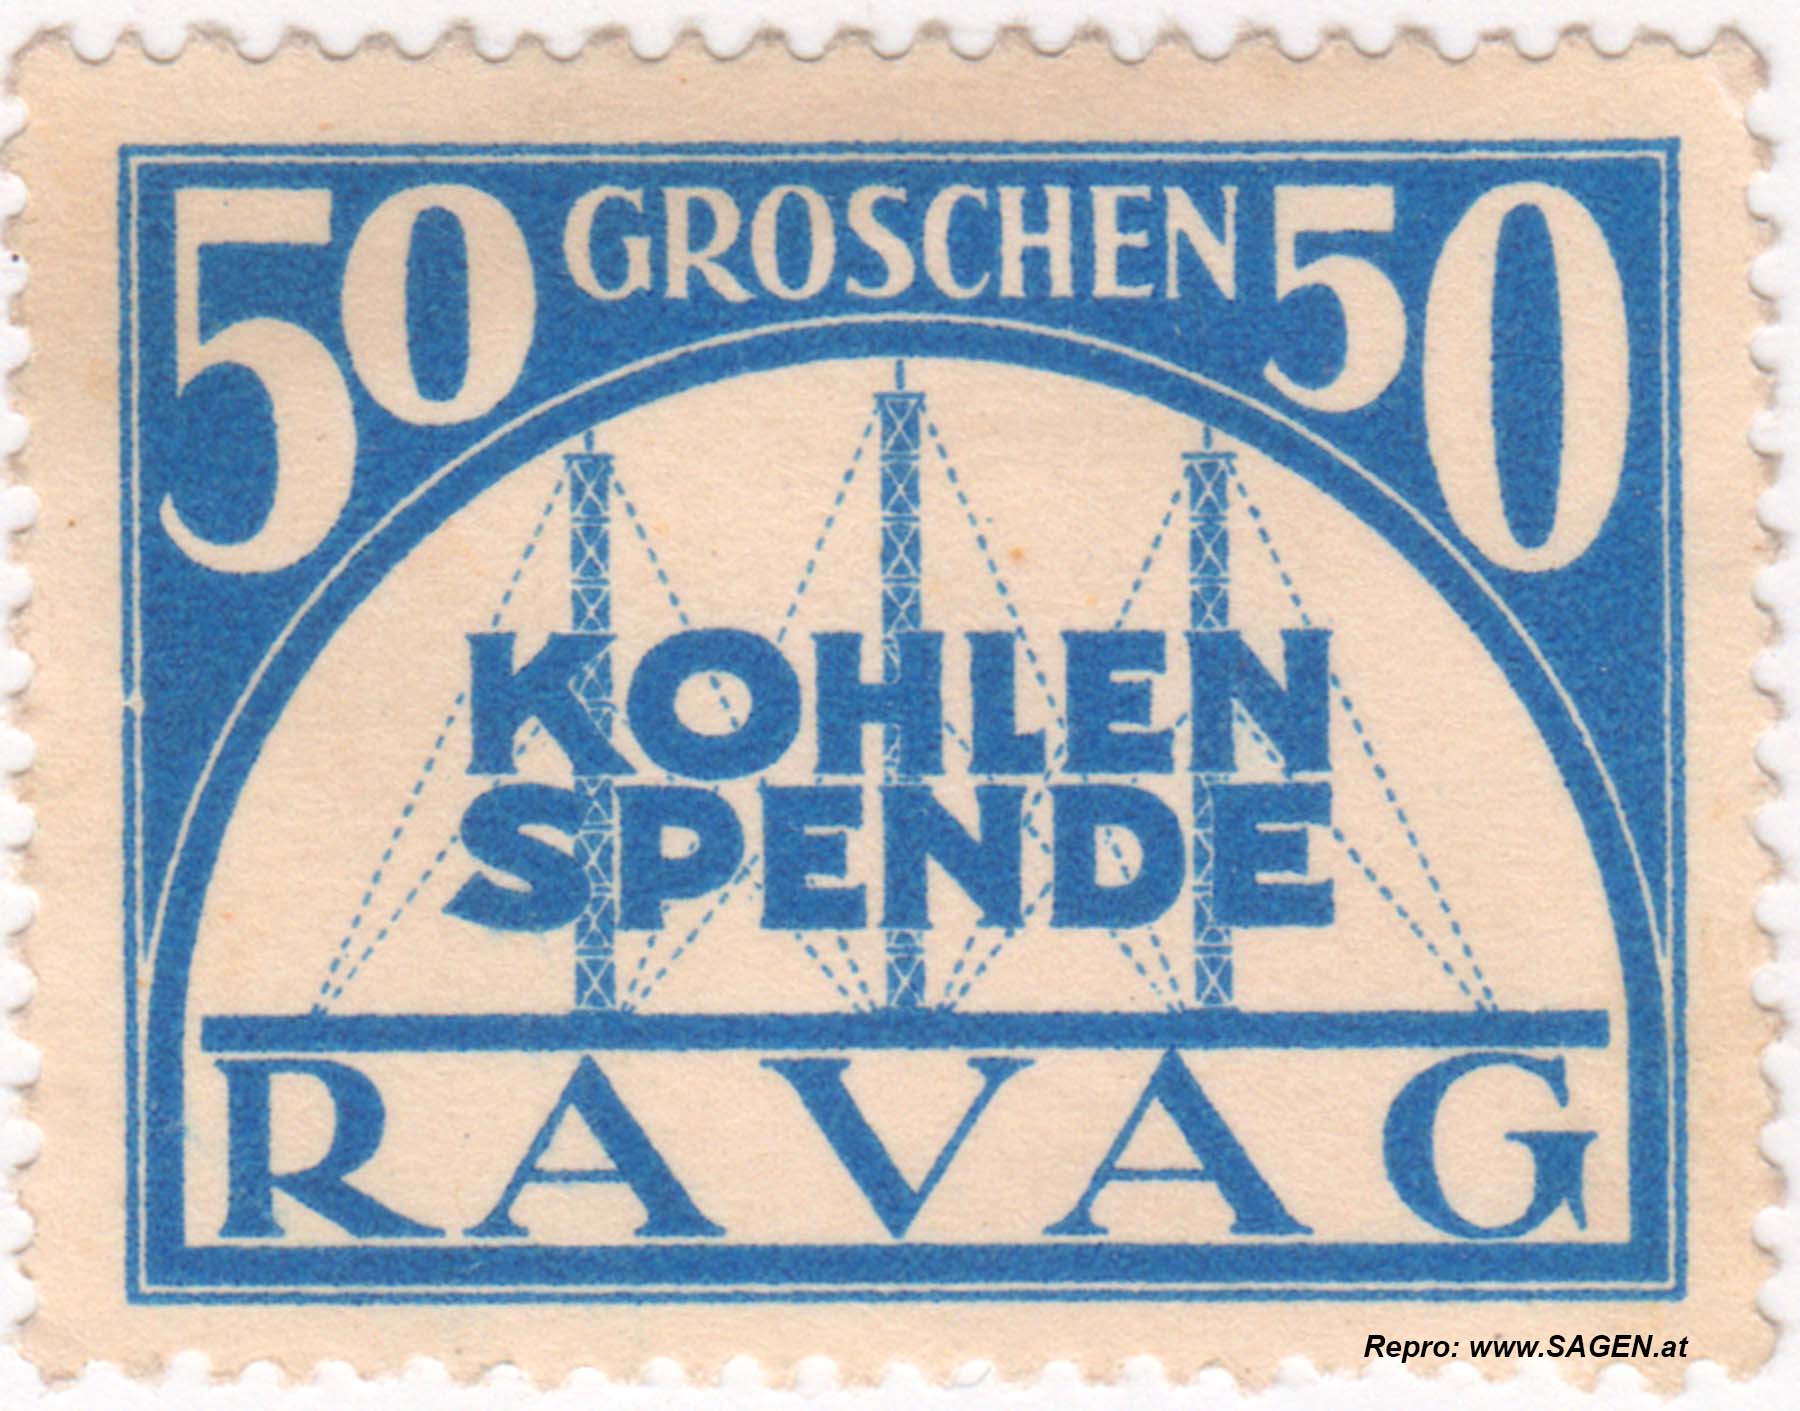 50 GROSCHEN 50
KOHLEN
SPENDE
RAVAG
Repro: www.SAGEN.at